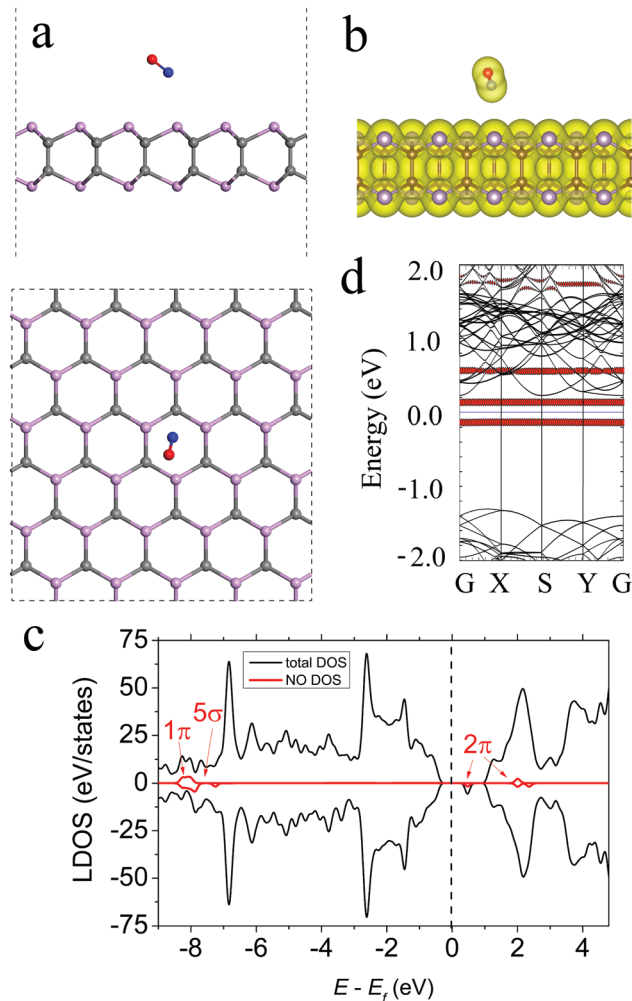 a
b
d
2.0
1.0
0.0
-1.0
-2.0
Energy (eV)
G X S Y G
c
75
50
25
0
-25
-50
-75
LDOS (eV/states)
total DOS
NO DOS
1π
5σ
2π
-8 -6 -4 -2 0 2 4
E - Ef (eV)